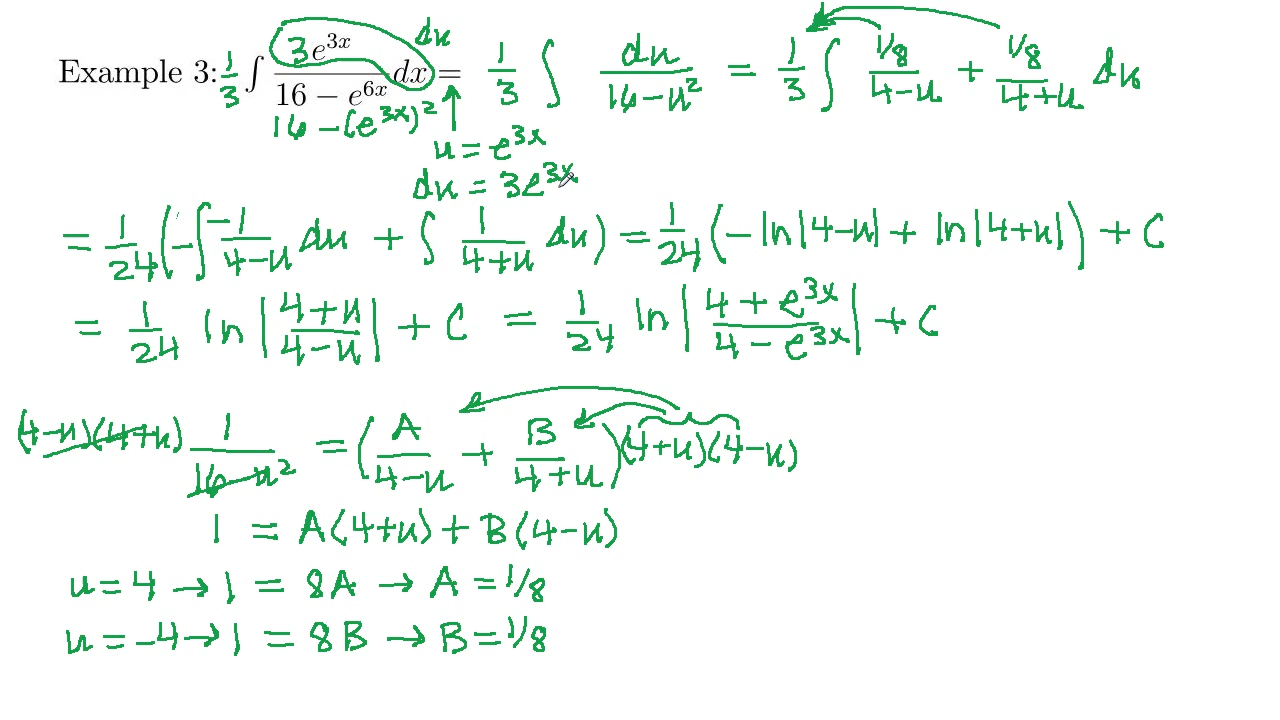 Example 3: 1/3 ∫ 3e^{3x}/(16 − e^{6x}) dx = 1/3 ∫ du/(16 − u²) = 1/3 ∫ (1/8)/(4−u) + (1/8)/(4+u) du
du
16 − (e^{3x})²
u = e^{3x}
du = 3e^{3x}
= 1/24 (−∫ −1/(4−u) du + ∫ 1/(4+u) du) = 1/24 (−ln|4−u| + ln|4+u|) + C
= 1/24 ln|(4+u)/(4−u)| + C = 1/24 ln|(4+e^{3x})/(4−e^{3x})| + C
(4−u)(4+u) 1/(16−u²) = (A/(4−u) + B/(4+u))(4+u)(4−u)
1 = A(4+u) + B(4−u)
u = 4 → 1 = 8A → A = 1/8
u = −4 → 1 = 8B → B = 1/8